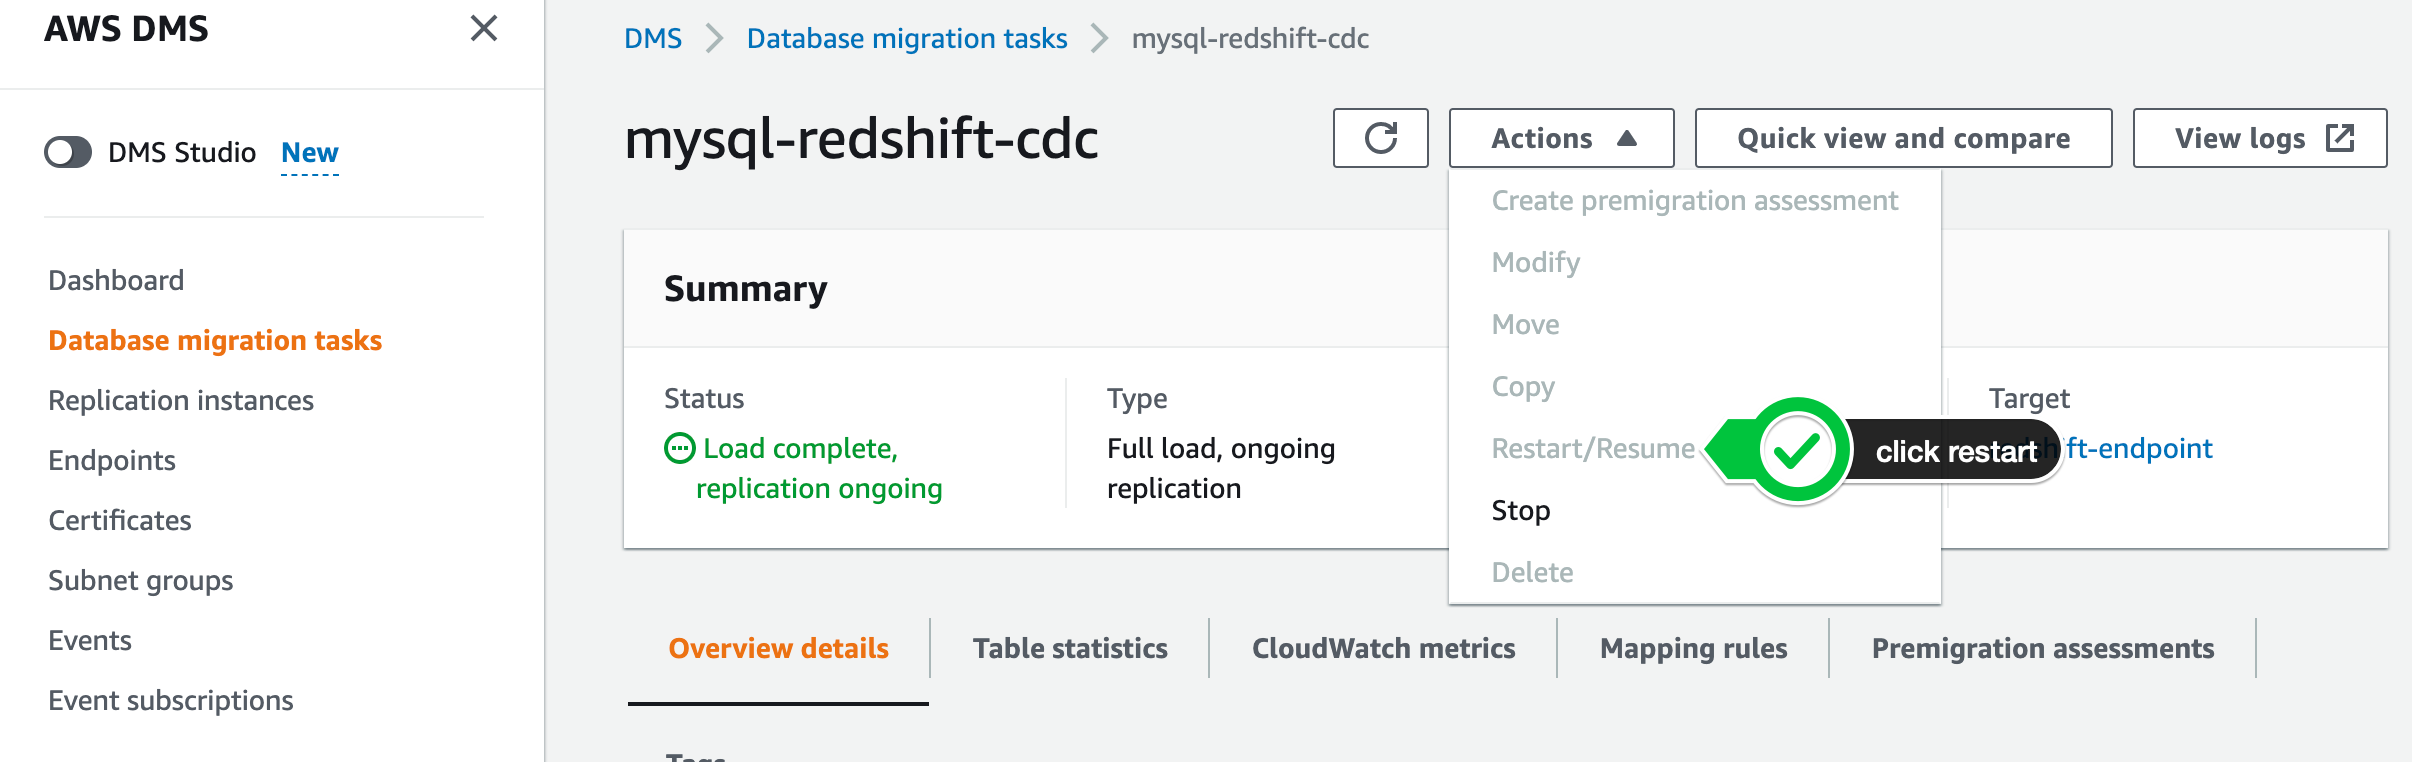 AWS DMS
DMS Studio New
Dashboard
Database migration tasks
Replication instances
Endpoints
Certificates
Subnet groups
Events
Event subscriptions
DMS > Database migration tasks > mysql-redshift-cdc
mysql-redshift-cdc
Actions
Quick view and compare
View logs
Create premigration assessment
Modify
Move
Copy
Restart/Resume
Stop
Delete
click restart
Summary
Status
Load complete,
replication ongoing
Type
Full load, ongoing
replication
Target
redshift-endpoint
Overview details
Table statistics
CloudWatch metrics
Mapping rules
Premigration assessments
Tags